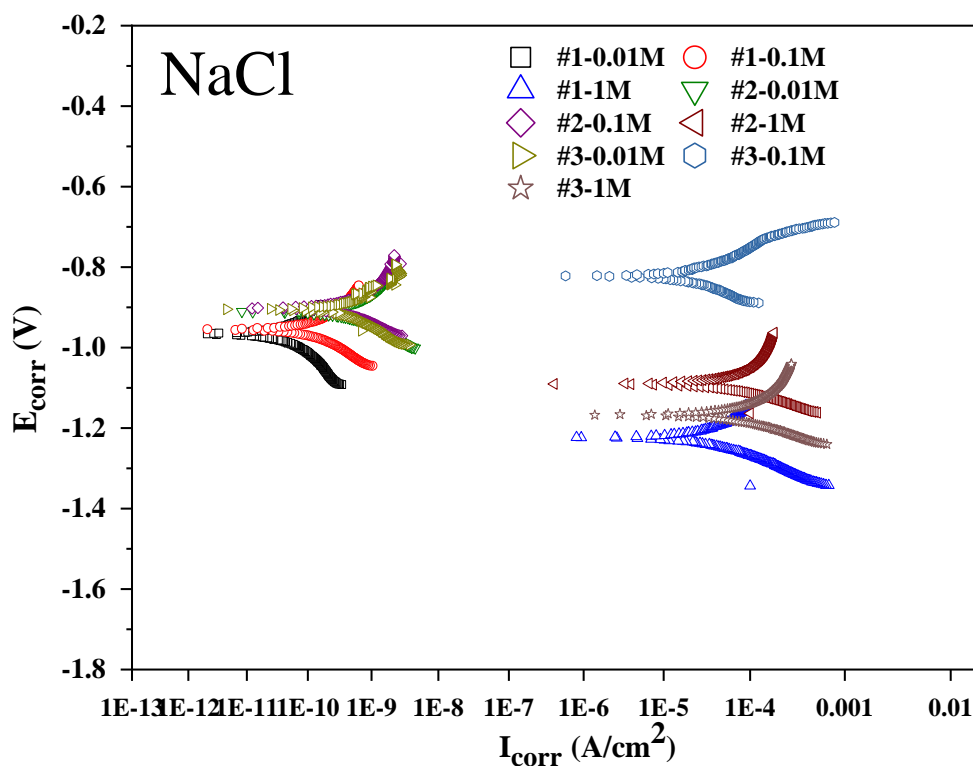 NaCl
#1-0.01M #1-0.1M
#1-1M #2-0.01M
#2-0.1M #2-1M
#3-0.01M #3-0.1M
#3-1M
-0.2
-0.4
-0.6
-0.8
-1.0
-1.2
-1.4
-1.6
-1.8
E_corr (V)
1E-13 1E-12 1E-11 1E-10 1E-9 1E-8 1E-7 1E-6 1E-5 1E-4 0.001 0.01
I_corr (A/cm²)